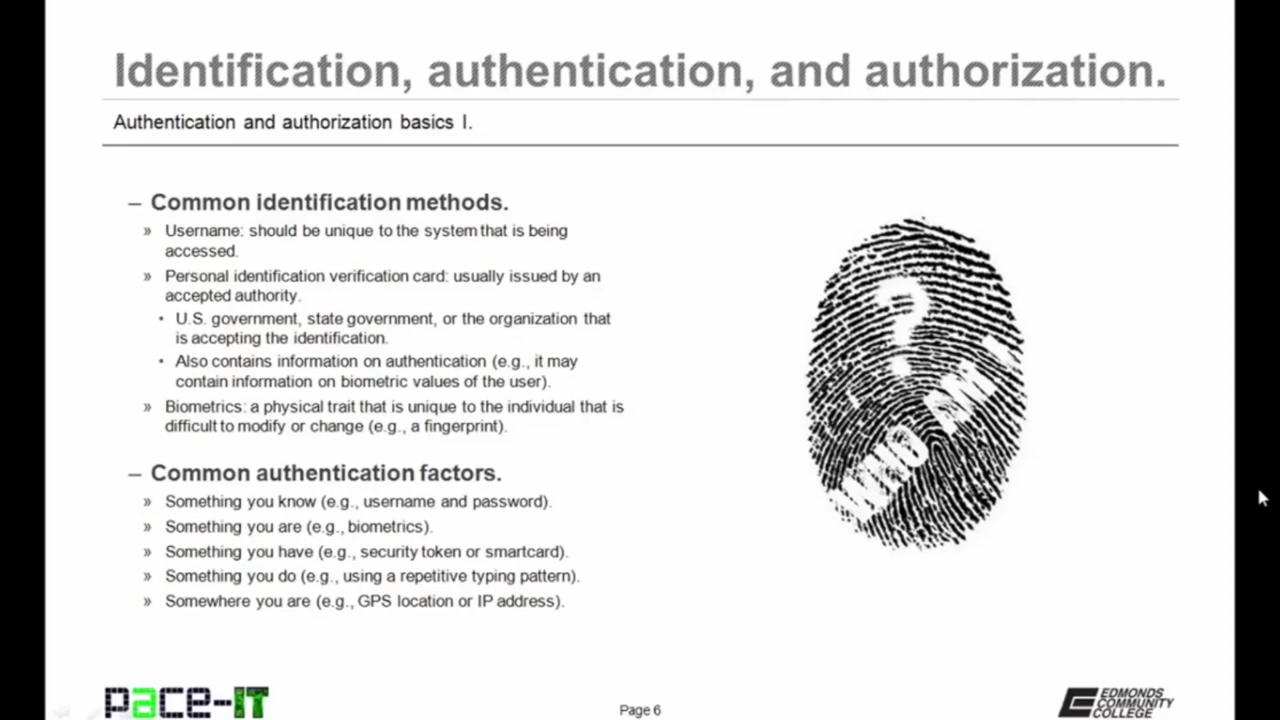 Identification, authentication, and authorization.
Authentication and authorization basics I.
– Common identification methods.
» Username: should be unique to the system that is being
accessed.
» Personal identification verification card: usually issued by an
accepted authority.
• U.S. government, state government, or the organization that
is accepting the identification.
• Also contains information on authentication (e.g., it may
contain information on biometric values of the user).
» Biometrics: a physical trait that is unique to the individual that is
difficult to modify or change (e.g., a fingerprint).
?
WHO AM I
– Common authentication factors.
» Something you know (e.g., username and password).
» Something you are (e.g., biometrics).
» Something you have (e.g., security token or smartcard).
» Something you do (e.g., using a repetitive typing pattern).
» Somewhere you are (e.g., GPS location or IP address).
pace-IT
Page 6
EDMONDS
COMMUNITY
COLLEGE